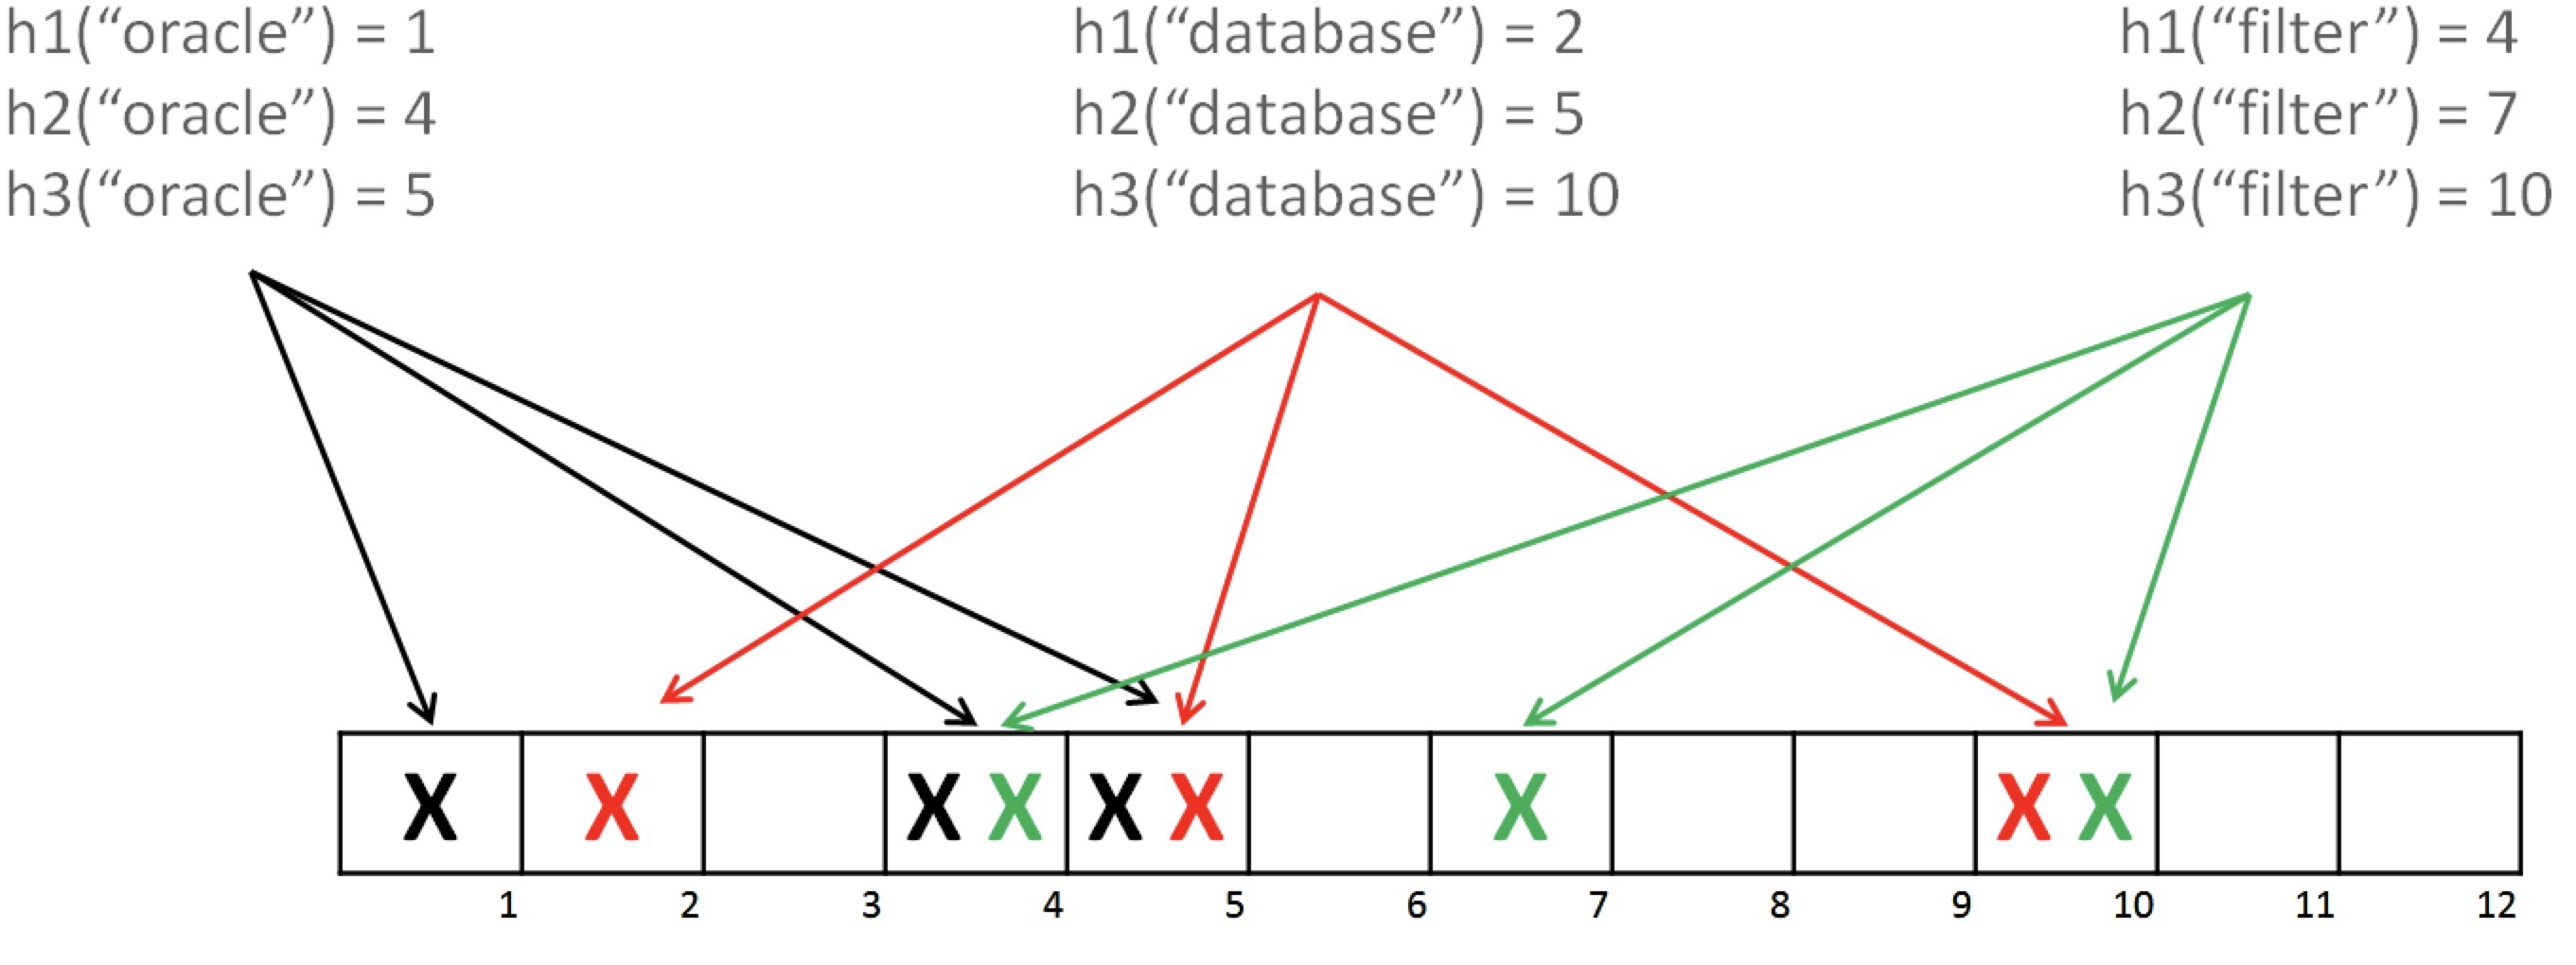 h1(“oracle”) = 1
h2(“oracle”) = 4
h3(“oracle”) = 5
h1(“database”) = 2
h2(“database”) = 5
h3(“database”) = 10
h1(“filter”) = 4
h2(“filter”) = 7
h3(“filter”) = 10
X X X X X X X X X
1 2 3 4 5 6 7 8 9 10 11 12